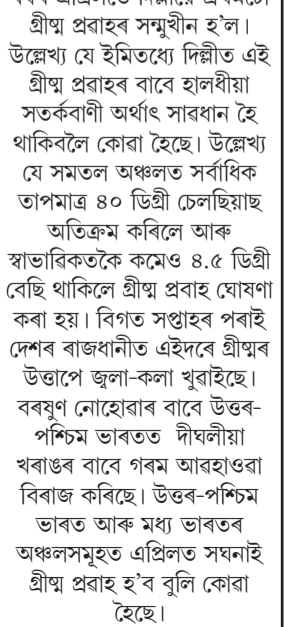 গ্ৰীষ্ম প্ৰবাহৰ সন্মুখীন হ'ল।
উল্লেখ্য যে ইমিতধ্যে দিল্লীত এই
গ্ৰীষ্ম প্ৰবাহৰ বাবে হালধীয়া
সতৰ্কবাণী অৰ্থাৎ সাৱধান হৈ
থাকিবলৈ কোৱা হৈছে। উল্লেখ্য
যে সমতল অঞ্চলত সৰ্বাধিক
তাপমাত্ৰ ৪০ ডিগ্ৰী চেলছিয়াছ
অতিক্ৰম কৰিলে আৰু
স্বাভাৱিকতকৈ কমেও ৪.৫ ডিগ্ৰী
বেছি থাকিলে গ্ৰীষ্ম প্ৰবাহ ঘোষণা
কৰা হয়। বিগত সপ্তাহৰ পৰাই
দেশৰ ৰাজধানীত এইদৰে গ্ৰীষ্মৰ
উত্তাপে জ্বলা-কলা খুৱাইছে।
বৰষুণ নোহোৱাৰ বাবে উত্তৰ-
পশ্চিম ভাৰতত দীঘলীয়া
খৰাঙৰ বাবে গৰম আৱহাওৱা
বিৰাজ কৰিছে। উত্তৰ-পশ্চিম
ভাৰত আৰু মধ্য ভাৰতৰ
অঞ্চলসমূহত এপ্ৰিলত সঘনাই
গ্ৰীষ্ম প্ৰবাহ হ'ব বুলি কোৱা
হৈছে।